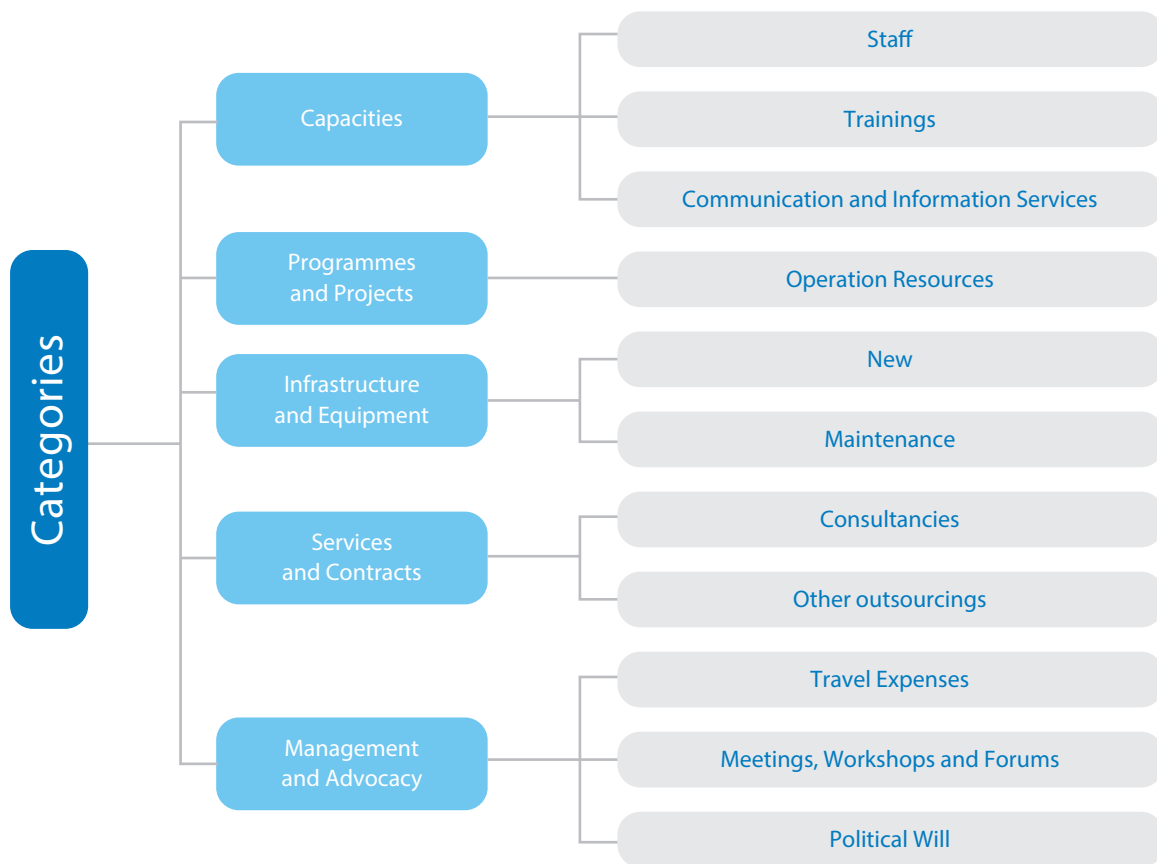 Categories
Capacities
Staff
Trainings
Communication and Information Services
Programmes
and Projects
Operation Resources
Infrastructure
and Equipment
New
Maintenance
Services
and Contracts
Consultancies
Other outsourcings
Management
and Advocacy
Travel Expenses
Meetings, Workshops and Forums
Political Will